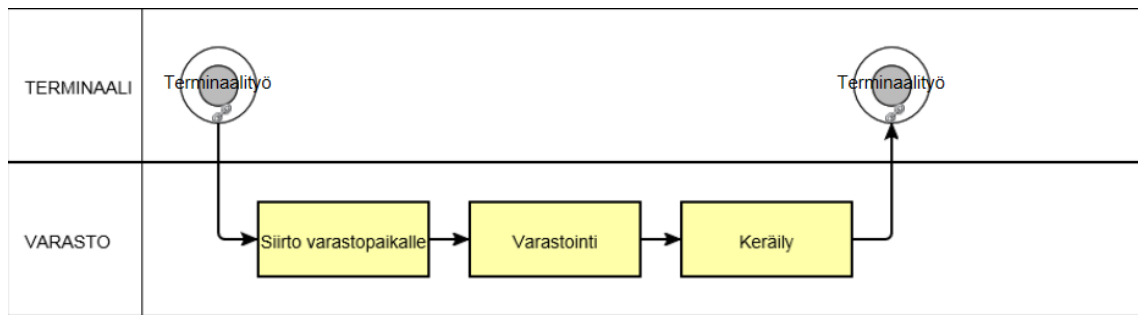 TERMINAALI
Terminaalityö
Terminaalityö
VARASTO
Siirto varastopaikalle
Varastointi
Keräily